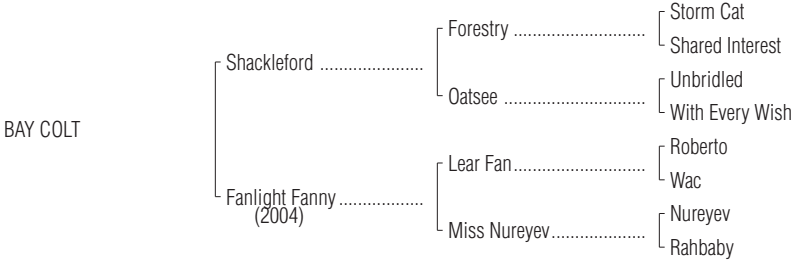 Storm Cat
Forestry ............................
Shared Interest
Shackleford ......................
Unbridled
Oatsee ..............................
With Every Wish
BAY COLT
Roberto
Lear Fan............................
Wac
Fanlight Fanny ..................
(2004)
Nureyev
Miss Nureyev....................
Rahbaby